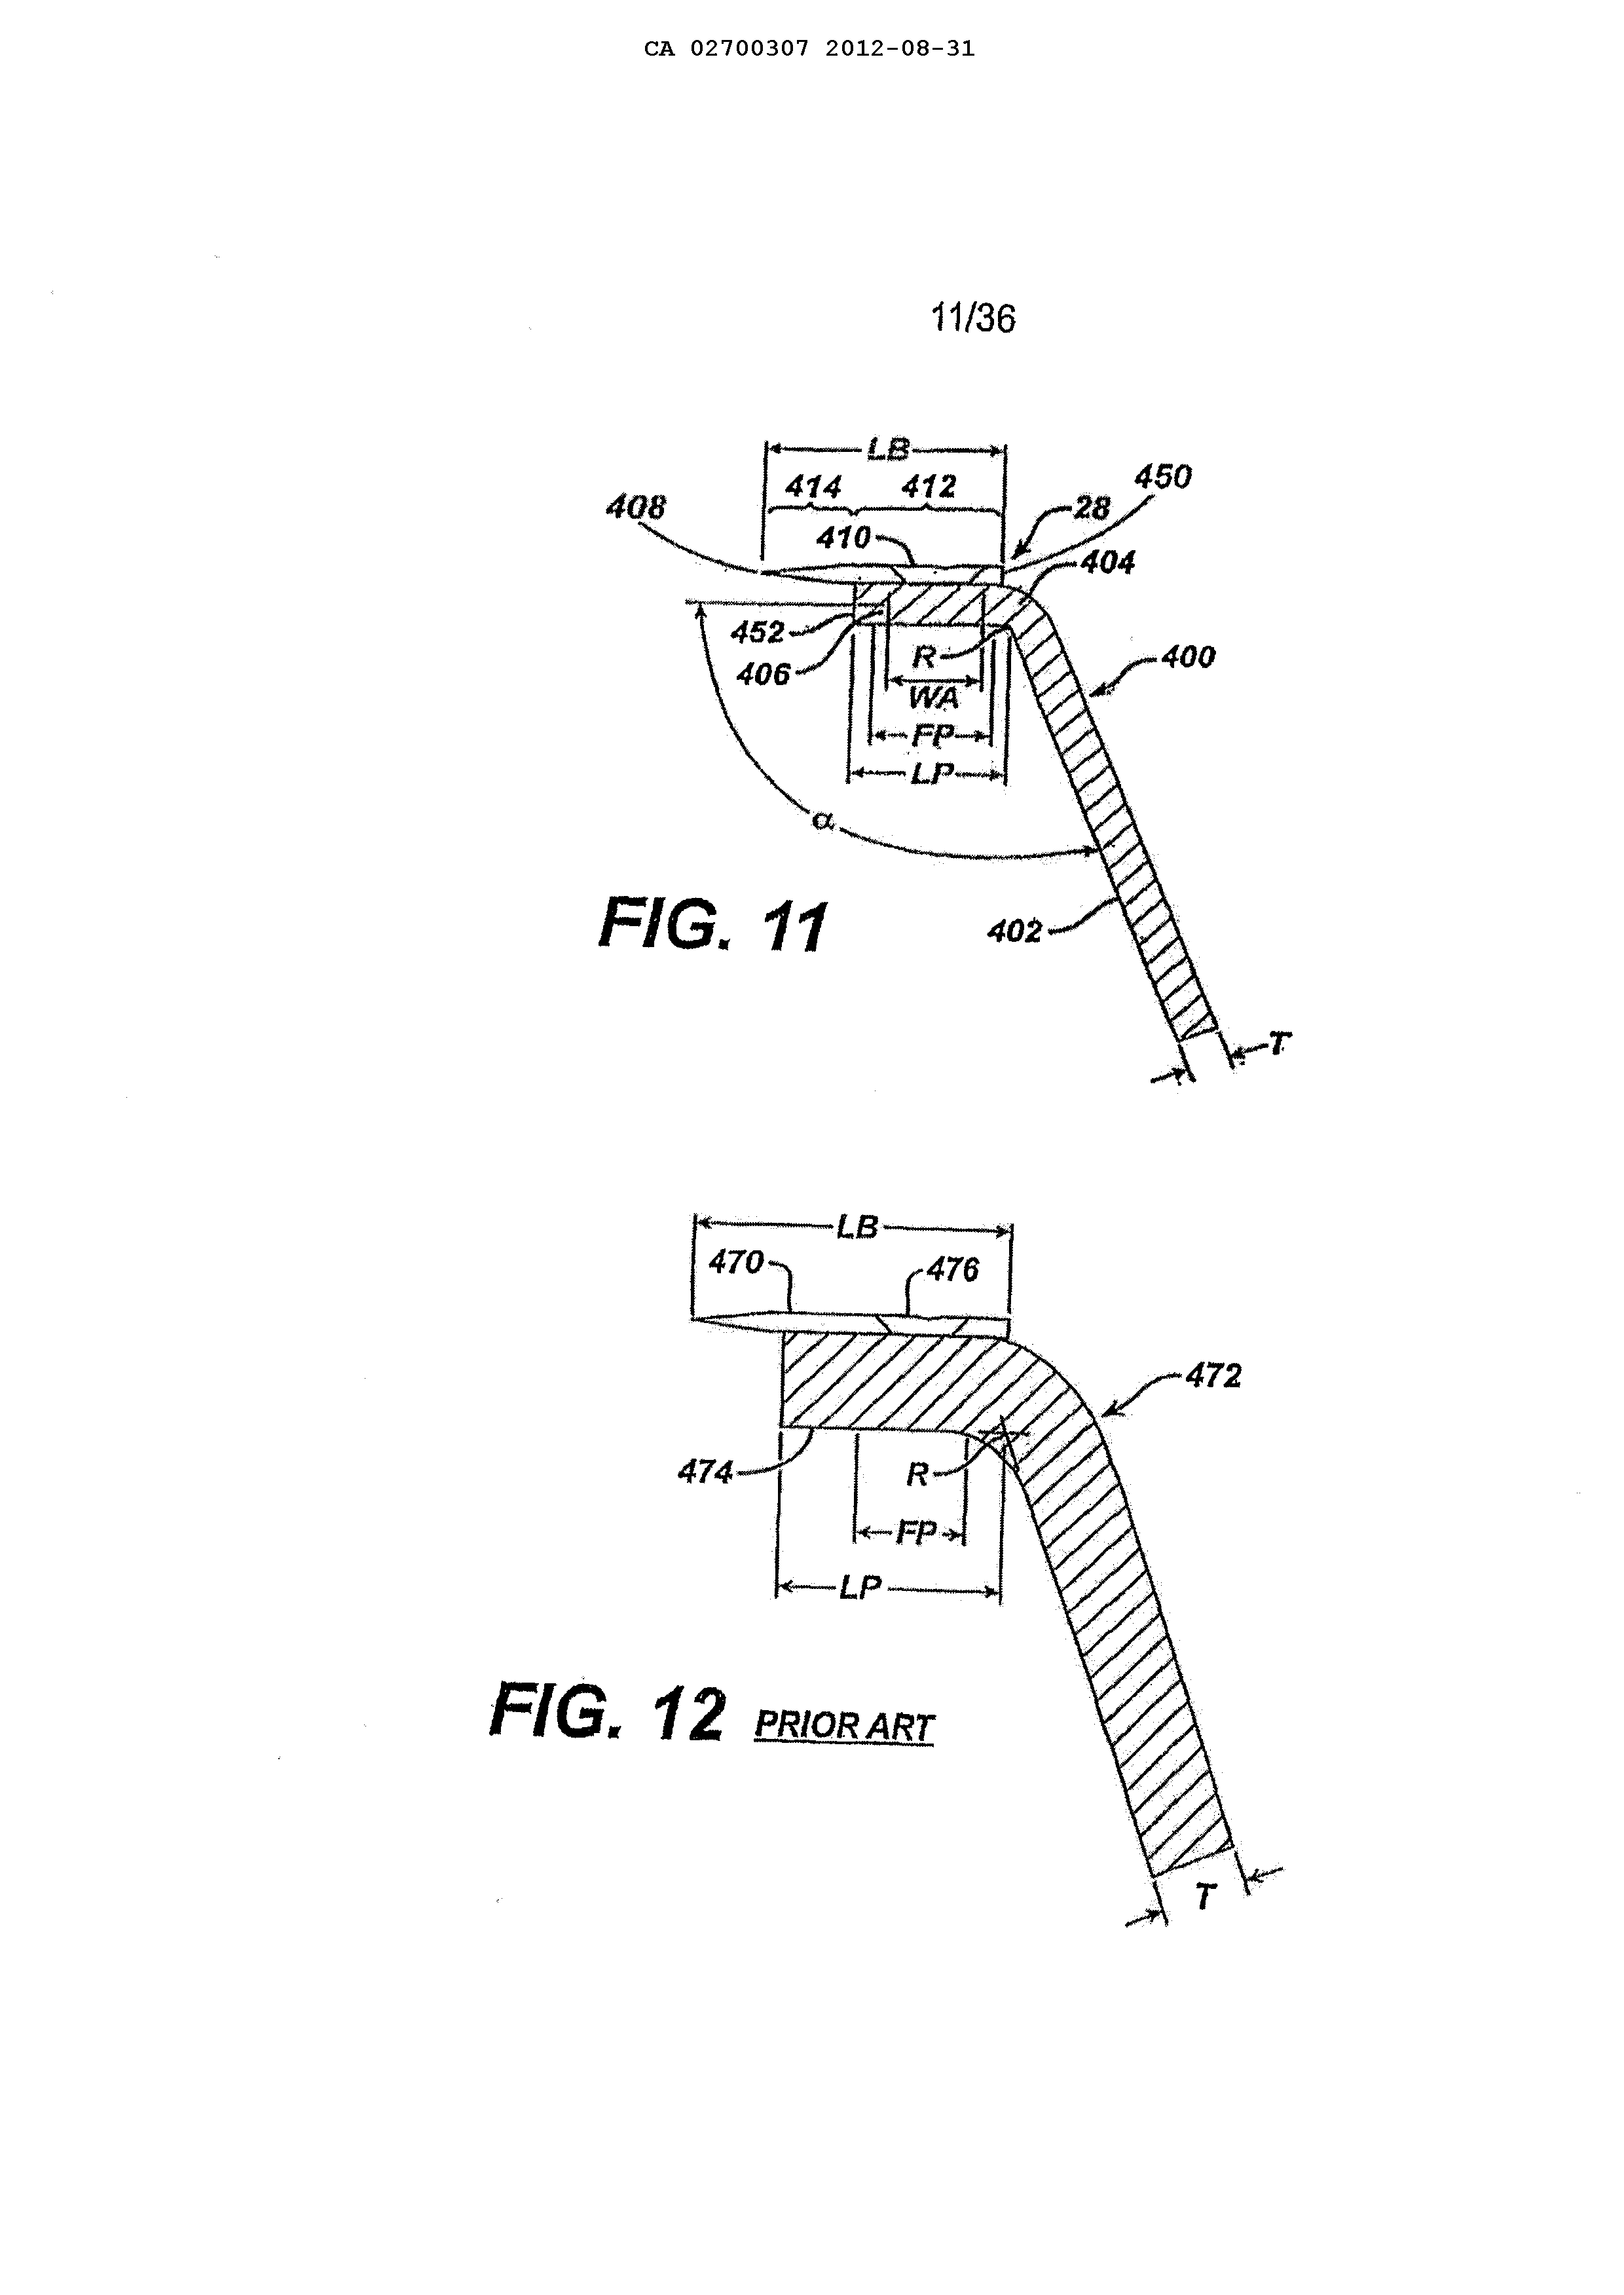 CA 02700307 2012-08-31
11/36
LB
414 412
450
408
28
410
404
452
R
400
406
WA
FP
LP
α
FIG. 11
402
T
LB
470
476
472
474
R
FP
LP
FIG. 12 PRIOR ART
T